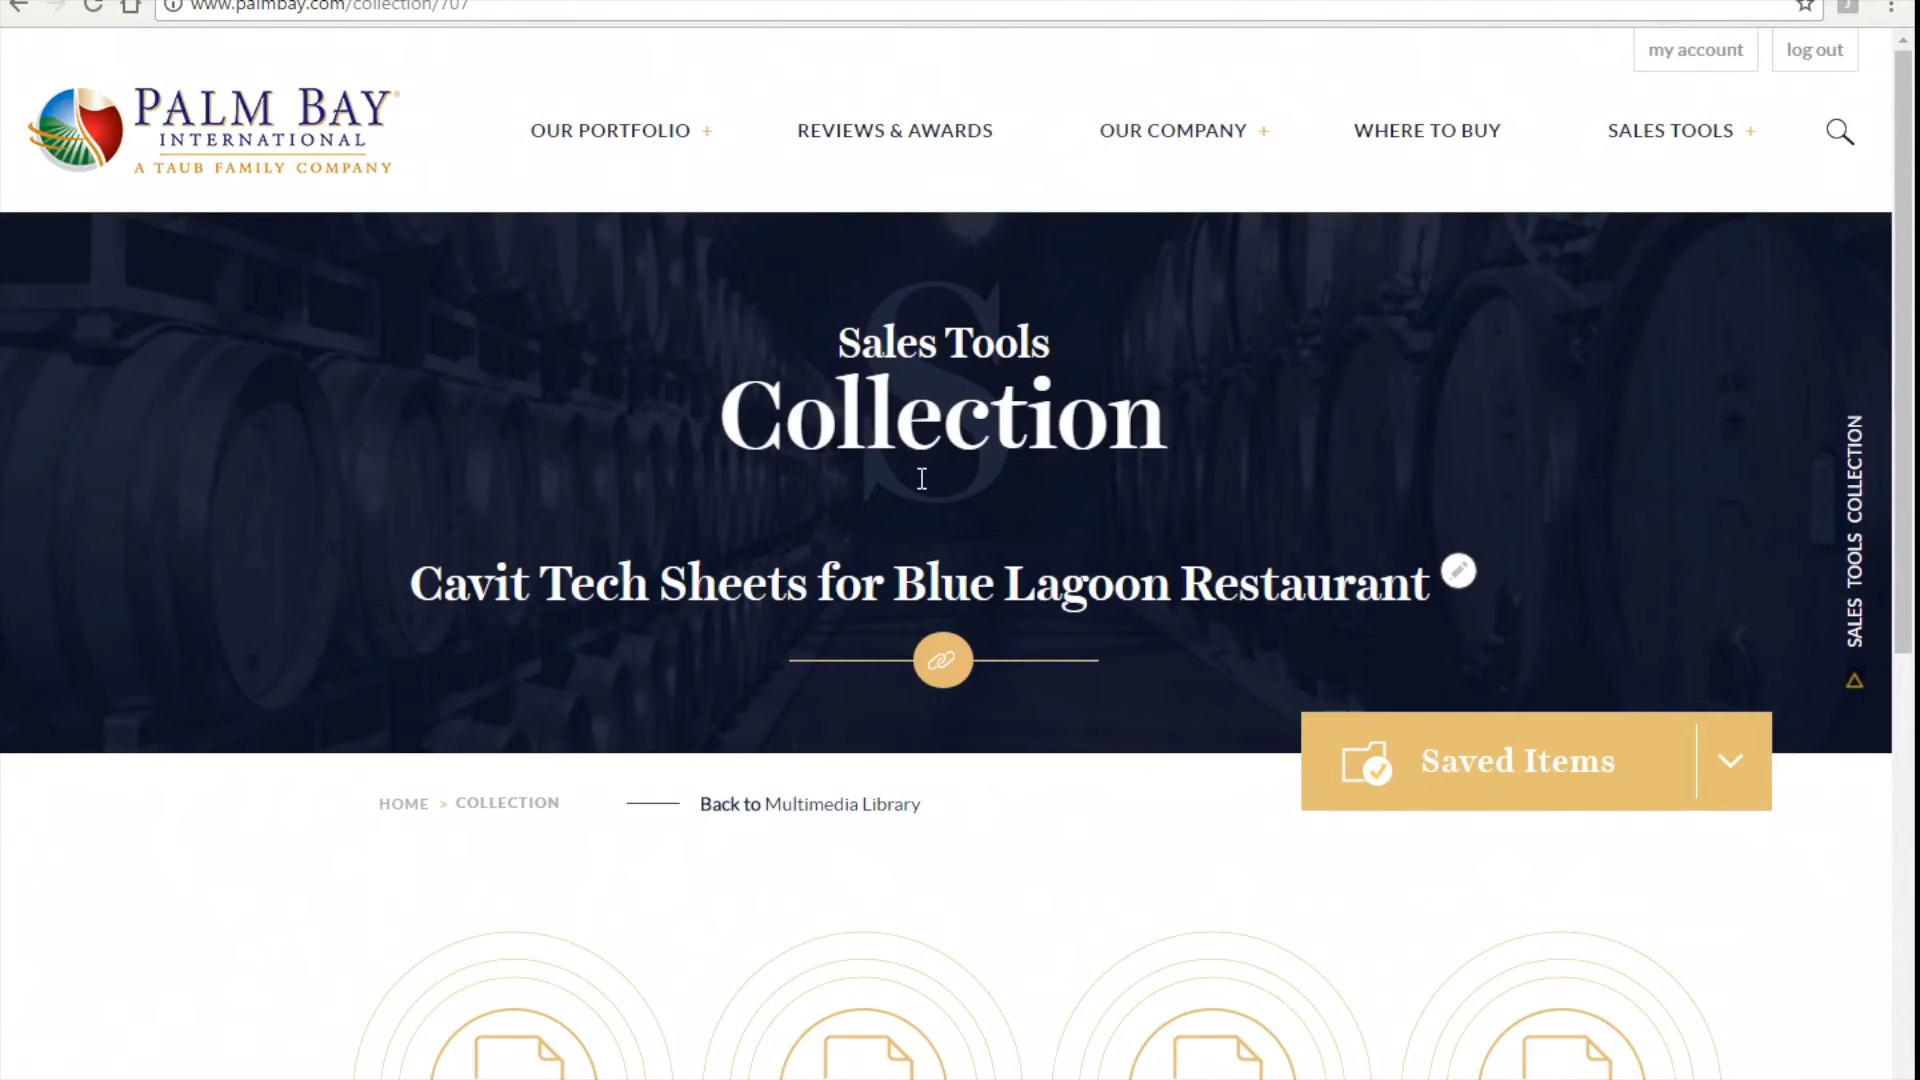 www.palmbay.com/collection/707
my account
log out
PALM BAY
INTERNATIONAL
A TAUB FAMILY COMPANY
OUR PORTFOLIO +
REVIEWS & AWARDS
OUR COMPANY +
WHERE TO BUY
SALES TOOLS +
S
Sales Tools
Collection
Cavit Tech Sheets for Blue Lagoon Restaurant
SALES TOOLS COLLECTION
Saved Items
HOME > COLLECTION
Back to Multimedia Library